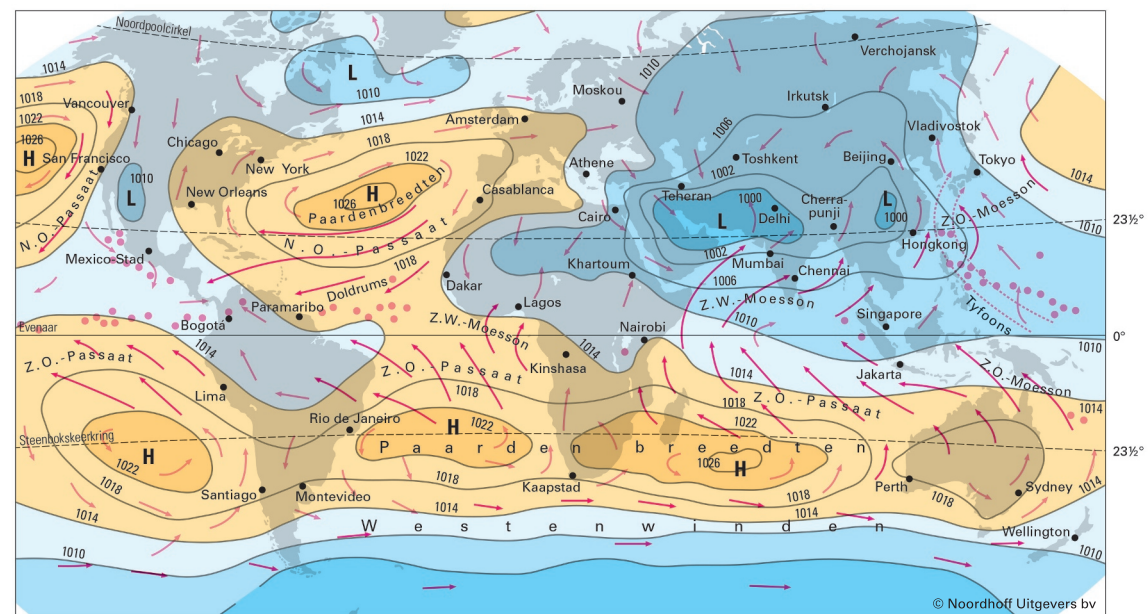 Noordpoolcirkel
Verchojansk
1014
L
1010
1010
1018
Moskou
Irkutsk
Vancouver
1022
1014
Amsterdam
1006
Vladivostok
1026
Chicago
1018
H
San Francisco
New York
1022
Athene
Toshkent
Beijing
Tokyo
1010
L
New Orleans
H
1026
Paardenbreedten
Casablanca
1002
Teheran
1000
Delhi
Cherra-
punji
L
1000
1014
N.O.-Passaat
Cairo
L
Z.O.-Moesson
23½°
N.O.-Passaat
Hongkong
1010
Mexico-Stad
1018
Khartoum
1002
Mumbai
Chennai
1006
Doldrums
Dakar
Z.W.-Moesson
Tyfoons
Paramaribo
Lagos
1010
Singapore
Bogotá
Z.W.-Moesson
Nairobi
Evenaar
0°
1014
Kinshasa
1014
1010
Z.O.-Passaat
Z.O.-Passaat
1014
Jakarta
Z.O.-Moesson
Lima
1018
1018
Z.O.-Passaat
1014
Rio de Janeiro
H
1022
1022
Steenbokskeerkring
Paardenbreedten
23½°
H
1022
1026
H
1018
Santiago
Montevideo
1018
Kaapstad
1018
Perth
1018
Sydney
1014
1014
1014
1014
Westenwinden
Wellington
1010
1010
© Noordhoff Uitgevers bv